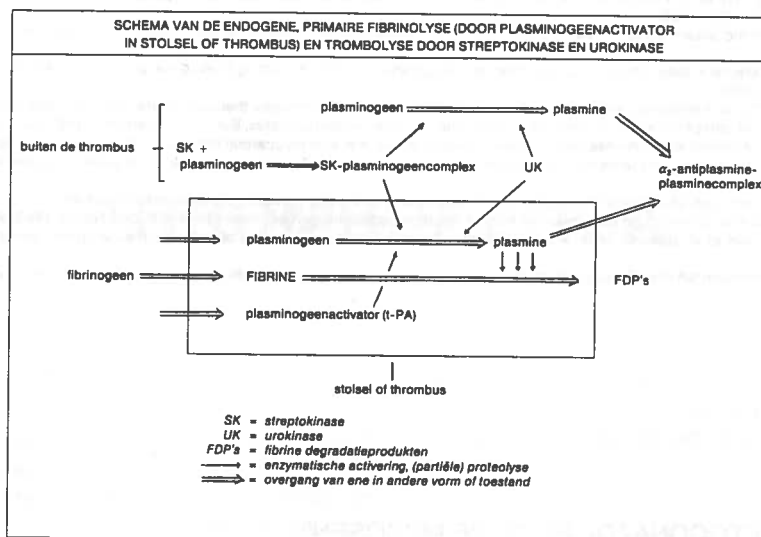 SCHEMA VAN DE ENDOGENE, PRIMAIRE FIBRINOLYSE (DOOR PLASMINOGEENACTIVATOR
IN STOLSEL OF THROMBUS) EN TROMBOLYSE DOOR STREPTOKINASE EN UROKINASE
plasminogeen plasmine
buiten de thrombus
SK +
plasminogeen SK-plasminogeencomplex UK
α₂-antiplasmine-
plasminecomplex
plasminogeen plasmine
fibrinogeen FIBRINE FDP's
plasminogeenactivator (t-PA)
stolsel of thrombus
SK = streptokinase
UK = urokinase
FDP's = fibrine degradatieprodukten
= enzymatische activering, (partiële) proteolyse
= overgang van ene in andere vorm of toestand